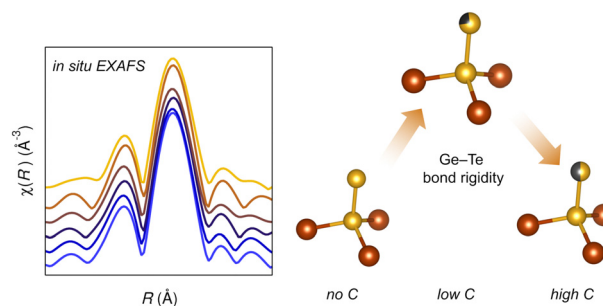 in situ EXAFS
χ(R) (Å⁻³)
R (Å)
Ge–Te
bond rigidity
no C
low C
high C